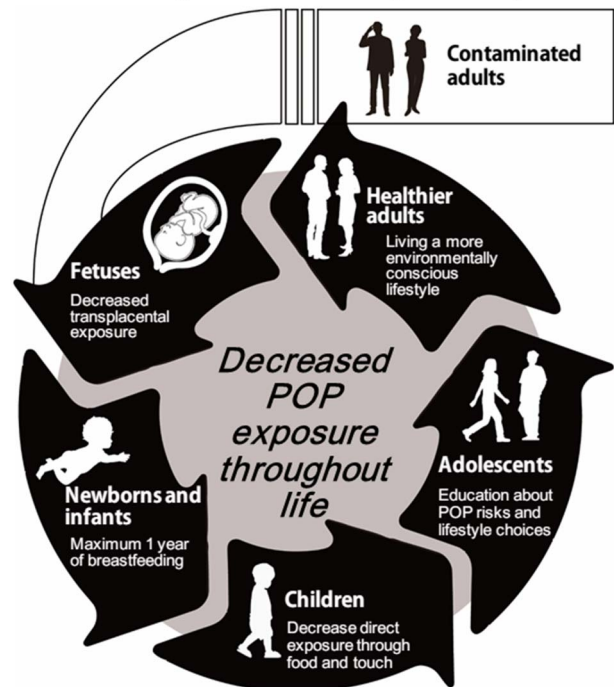 Contaminated
adults
Healthier
adults
Living a more
environmentally
conscious
lifestyle
Fetuses
Decreased
transplacental
exposure
Decreased
POP
exposure
throughout
life
Adolescents
Education about
POP risks and
lifestyle choices
Newborns and
infants
Maximum 1 year
of breastfeeding
Children
Decrease direct
exposure through
food and touch